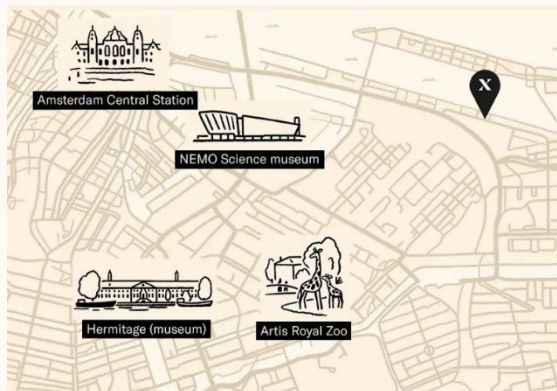 X
Amsterdam Central Station
NEMO Science museum
Hermitage (museum)
Artis Royal Zoo